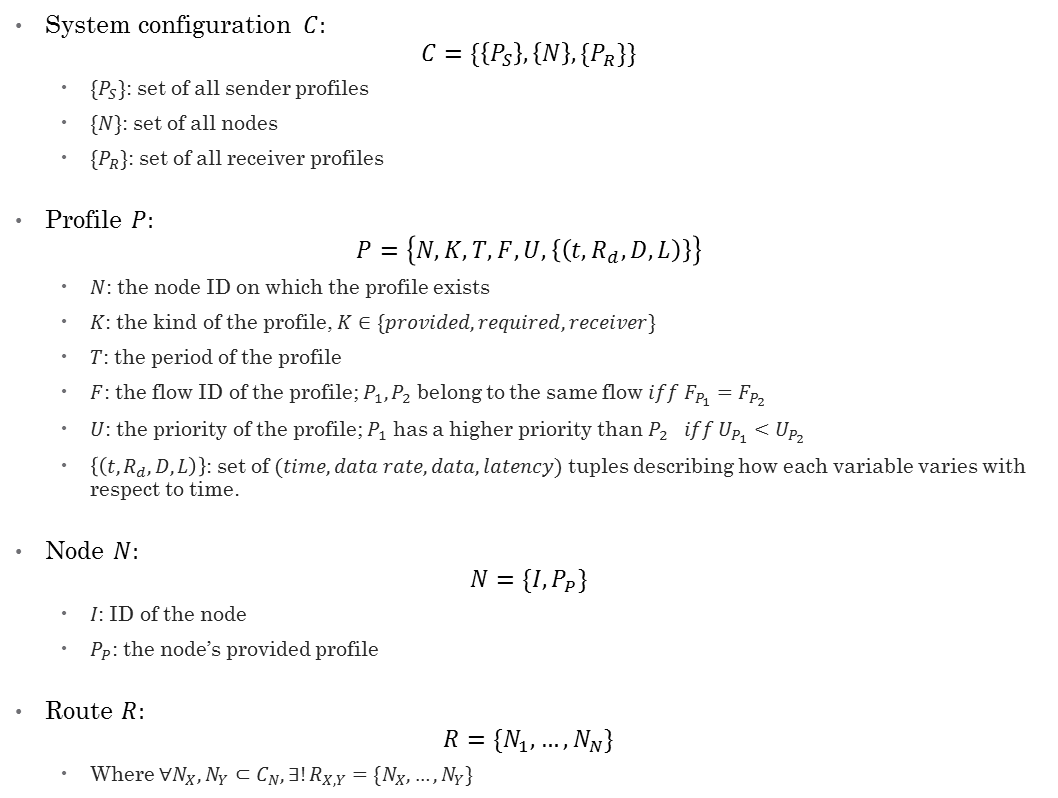 • System configuration C:
C = {{P_S}, {N}, {P_R}}
• {P_S}: set of all sender profiles
• {N}: set of all nodes
• {P_R}: set of all receiver profiles
• Profile P:
P = {N, K, T, F, U, {(t, R_d, D, L)}}
• N: the node ID on which the profile exists
• K: the kind of the profile, K ∈ {provided, required, receiver}
• T: the period of the profile
• F: the flow ID of the profile; P_1, P_2 belong to the same flow iff F_{P_1} = F_{P_2}
• U: the priority of the profile; P_1 has a higher priority than P_2 iff U_{P_1} < U_{P_2}
• {(t, R_d, D, L)}: set of (time, data rate, data, latency) tuples describing how each variable varies with
respect to time.
• Node N:
N = {I, P_P}
• I: ID of the node
• P_P: the node's provided profile
• Route R:
R = {N_1, … , N_N}
• Where ∀N_X, N_Y ⊂ C_N, ∃! R_{X,Y} = {N_X, … , N_Y}